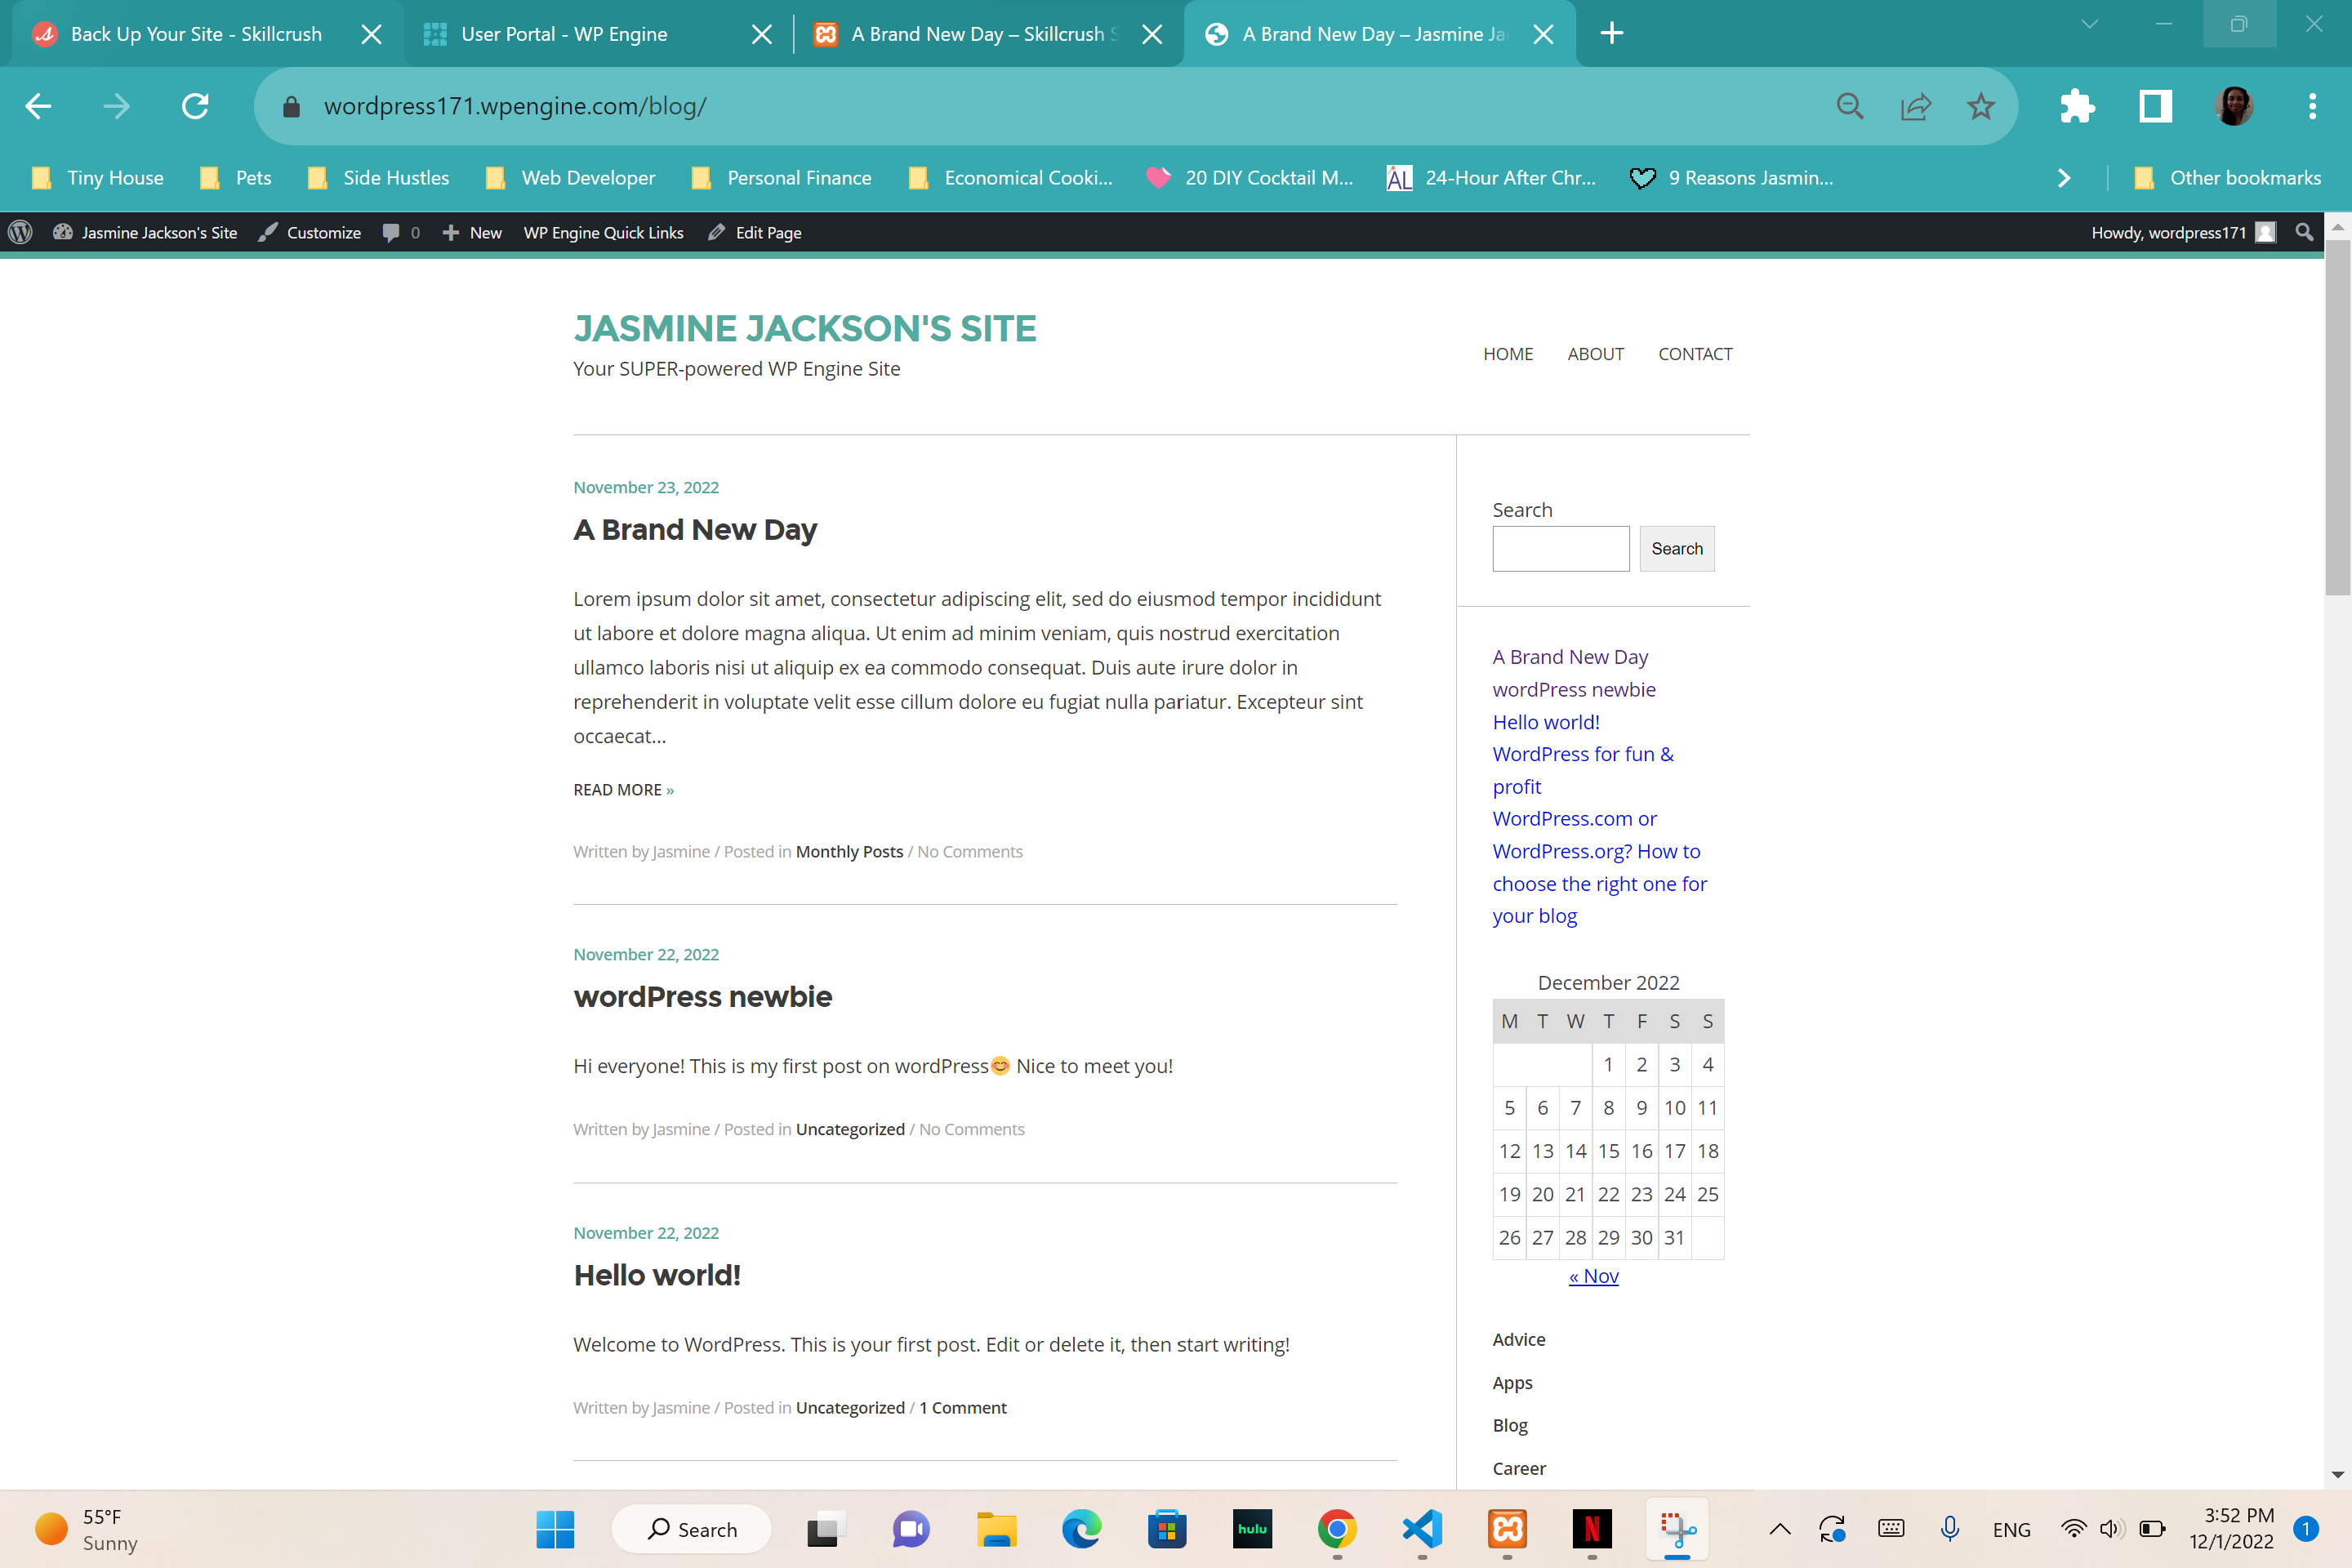 Back Up Your Site - Skillcrush
User Portal - WP Engine
A Brand New Day – Skillcrush S
A Brand New Day – Jasmine Ja
wordpress171.wpengine.com/blog/
Tiny House
Pets
Side Hustles
Web Developer
Personal Finance
Economical Cooki...
20 DIY Cocktail M...
ÅL
24-Hour After Chr...
9 Reasons Jasmin...
Other bookmarks
Jasmine Jackson's Site
Customize
0
New
WP Engine Quick Links
Edit Page
Howdy, wordpress171
JASMINE JACKSON'S SITE
Your SUPER-powered WP Engine Site
HOME
ABOUT
CONTACT
November 23, 2022
A Brand New Day
Lorem ipsum dolor sit amet, consectetur adipiscing elit, sed do eiusmod tempor incididunt
ut labore et dolore magna aliqua. Ut enim ad minim veniam, quis nostrud exercitation
ullamco laboris nisi ut aliquip ex ea commodo consequat. Duis aute irure dolor in
reprehenderit in voluptate velit esse cillum dolore eu fugiat nulla pariatur. Excepteur sint
occaecat...
READ MORE »
Written by Jasmine / Posted in Monthly Posts / No Comments
November 22, 2022
wordPress newbie
Hi everyone! This is my first post on wordPress😊 Nice to meet you!
Written by Jasmine / Posted in Uncategorized / No Comments
November 22, 2022
Hello world!
Welcome to WordPress. This is your first post. Edit or delete it, then start writing!
Written by Jasmine / Posted in Uncategorized / 1 Comment
Search
Search
A Brand New Day
wordPress newbie
Hello world!
WordPress for fun &
profit
WordPress.com or
WordPress.org? How to
choose the right one for
your blog
December 2022
M T W T F S S
1 2 3 4
5 6 7 8 9 10 11
12 13 14 15 16 17 18
19 20 21 22 23 24 25
26 27 28 29 30 31
« Nov
Advice
Apps
Blog
Career
55°F
Sunny
Search
hulu
N
ENG
3:52 PM
12/1/2022
1